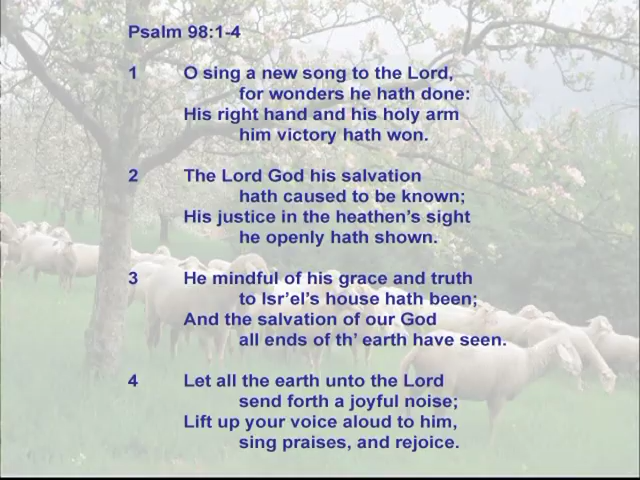 Psalm 98:1-4
1 O sing a new song to the Lord,
for wonders he hath done:
His right hand and his holy arm
him victory hath won.
2 The Lord God his salvation
hath caused to be known;
His justice in the heathen's sight
he openly hath shown.
3 He mindful of his grace and truth
to Isr'el's house hath been;
And the salvation of our God
all ends of th' earth have seen.
4 Let all the earth unto the Lord
send forth a joyful noise;
Lift up your voice aloud to him,
sing praises, and rejoice.